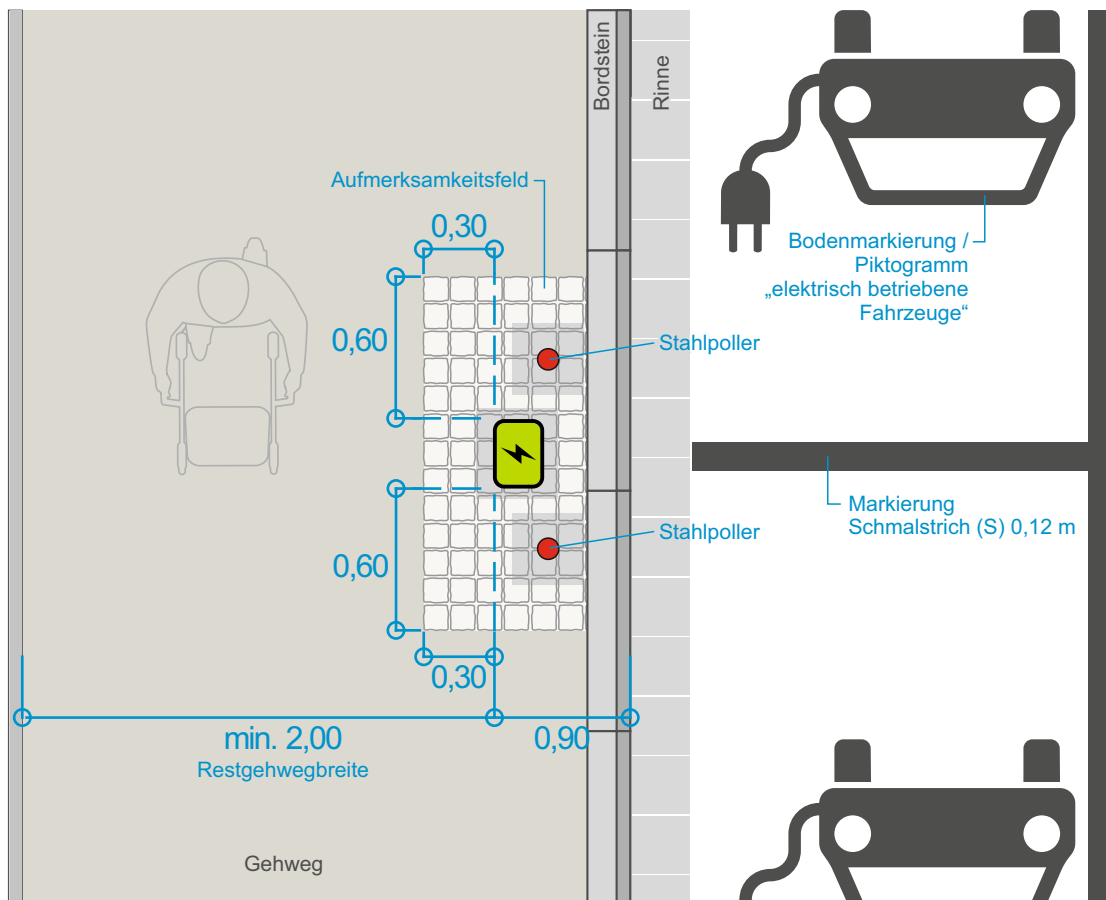 Bordstein
Rinne
Aufmerksamkeitsfeld
0,30
0,60
Bodenmarkierung /
Piktogramm
„elektrisch betriebene
Fahrzeuge“
Stahlpoller
Markierung
Schmalstrich (S) 0,12 m
Stahlpoller
0,60
0,30
min. 2,00
0,90
Restgehwegbreite
Gehweg